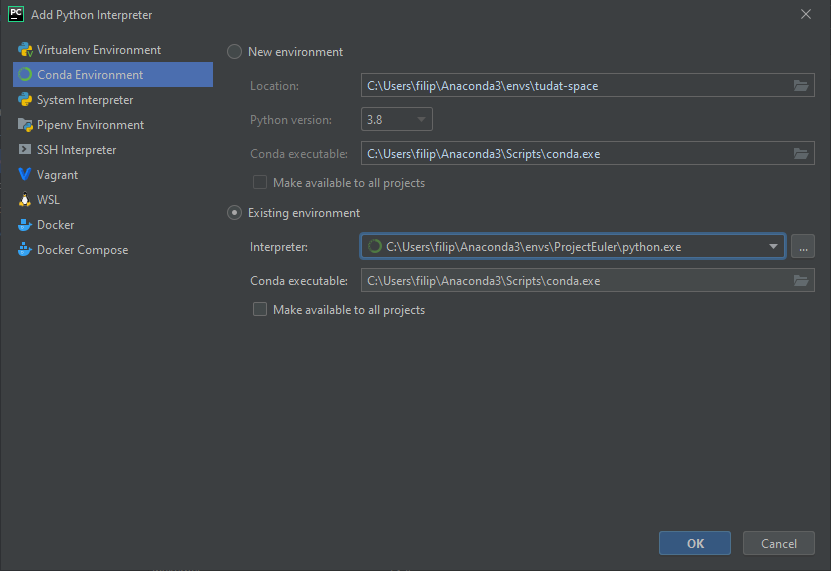 PC Add Python Interpreter
Virtualenv Environment
Conda Environment
System Interpreter
Pipenv Environment
SSH Interpreter
Vagrant
WSL
Docker
Docker Compose
New environment
Location: C:\Users\filip\Anaconda3\envs\tudat-space
Python version: 3.8
Conda executable: C:\Users\filip\Anaconda3\Scripts\conda.exe
Make available to all projects
Existing environment
Interpreter: C:\Users\filip\Anaconda3\envs\ProjectEuler\python.exe ...
Conda executable: C:\Users\filip\Anaconda3\Scripts\conda.exe
Make available to all projects
OK Cancel